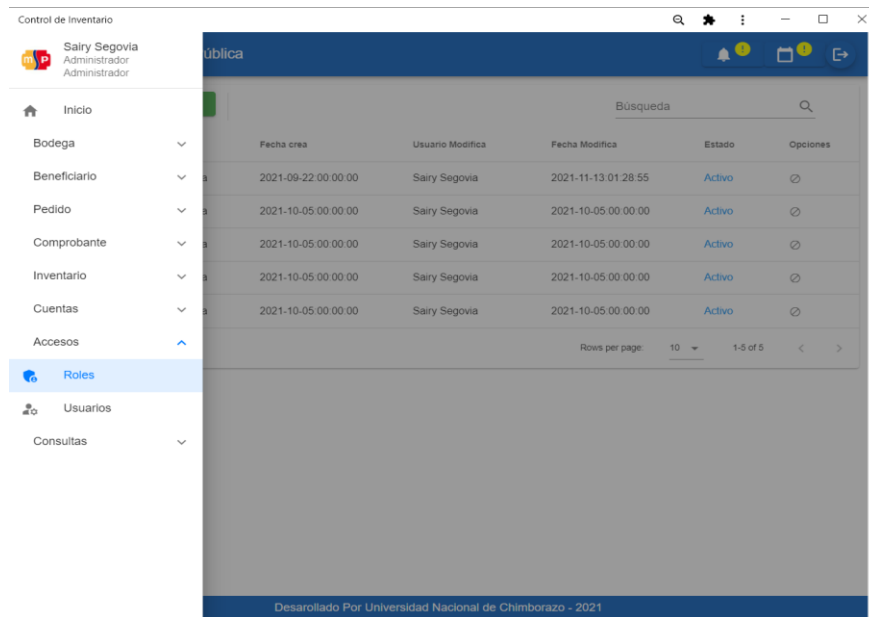 Control de Inventario
Sairy Segovia
Administrador
Administrador
ública
Inicio
Bodega
Beneficiario
Pedido
Comprobante
Inventario
Cuentas
Accesos
Roles
Usuarios
Consultas
Búsqueda
Fecha crea Usuario Modifica Fecha Modifica Estado Opciones
a 2021-09-22:00:00:00 Sairy Segovia 2021-11-13:01:28:55 Activo
a 2021-10-05:00:00:00 Sairy Segovia 2021-10-05:00:00:00 Activo
a 2021-10-05:00:00:00 Sairy Segovia 2021-10-05:00:00:00 Activo
a 2021-10-05:00:00:00 Sairy Segovia 2021-10-05:00:00:00 Activo
a 2021-10-05:00:00:00 Sairy Segovia 2021-10-05:00:00:00 Activo
Rows per page: 10 1-5 of 5
Desarollado Por Universidad Nacional de Chimborazo - 2021